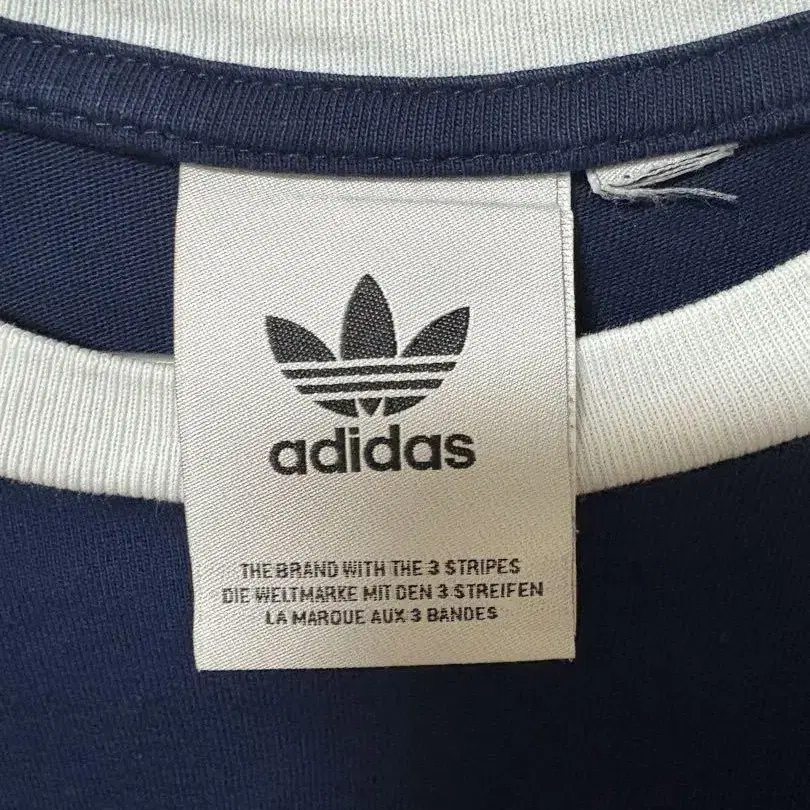 adidas
THE BRAND WITH THE 3 STRIPES
DIE WELTMARKE MIT DEN 3 STREIFEN
LA MARQUE AUX 3 BANDES